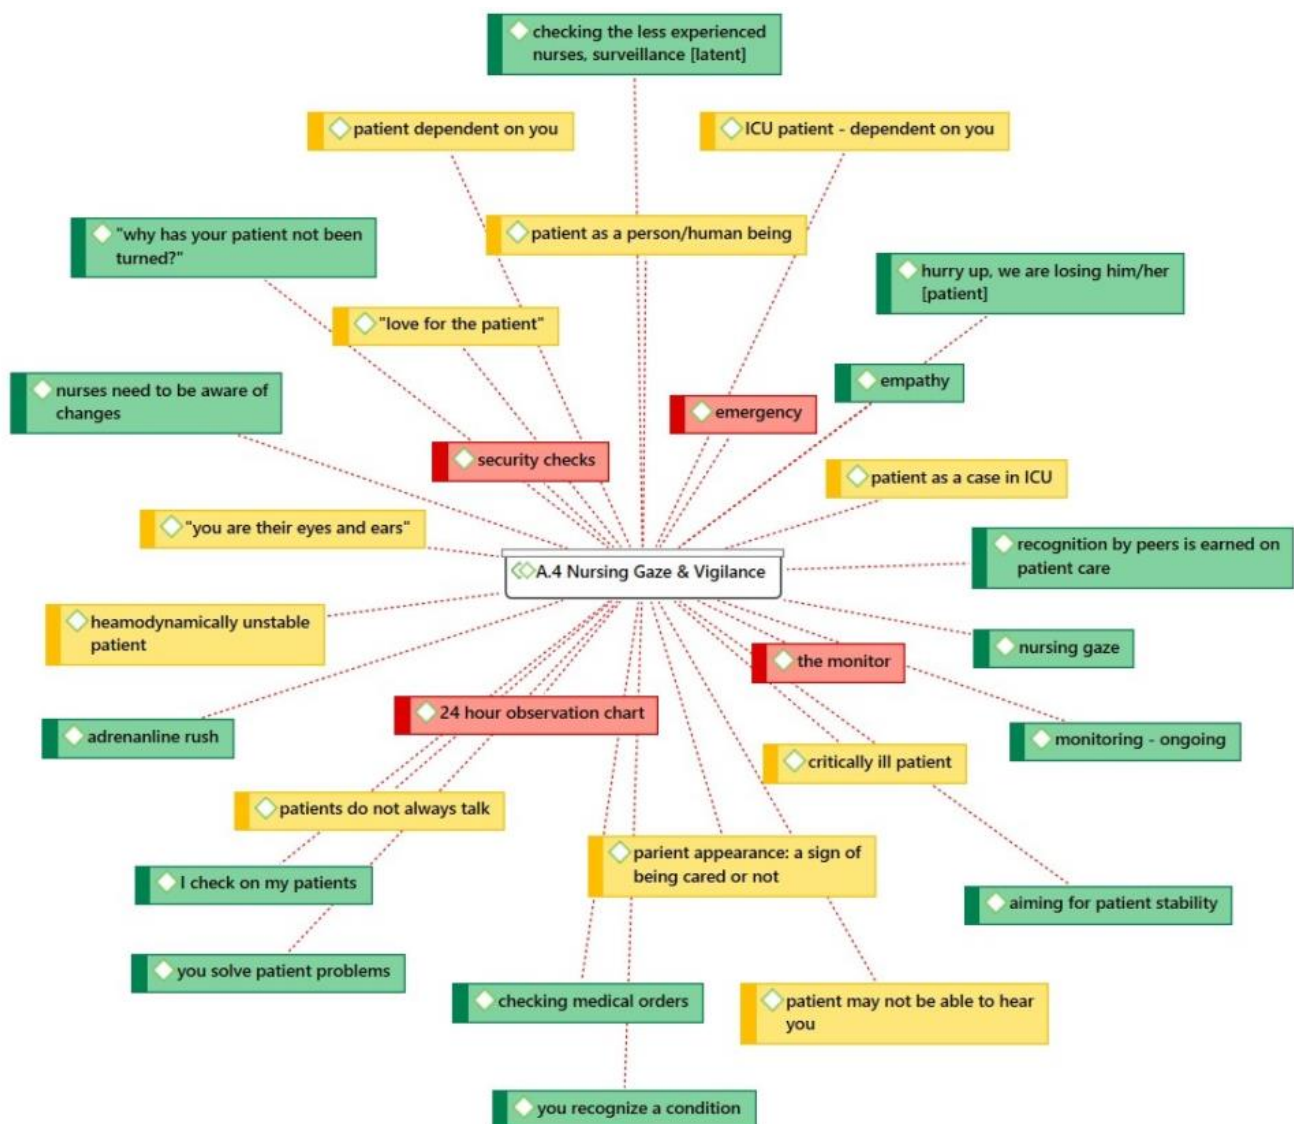 checking the less experienced
nurses, surveillance [latent]
patient dependent on you
ICU patient - dependent on you
"why has your patient not been
turned?"
patient as a person/human being
hurry up, we are losing him/her
[patient]
"love for the patient"
nurses need to be aware of
changes
empathy
emergency
security checks
patient as a case in ICU
"you are their eyes and ears"
recognition by peers is earned on
patient care
A.4 Nursing Gaze & Vigilance
heamodynamically unstable
patient
nursing gaze
the monitor
24 hour observation chart
adrenanline rush
monitoring - ongoing
critically ill patient
patients do not always talk
parient appearance: a sign of
being cared or not
I check on my patients
aiming for patient stability
you solve patient problems
checking medical orders
patient may not be able to hear
you
you recognize a condition